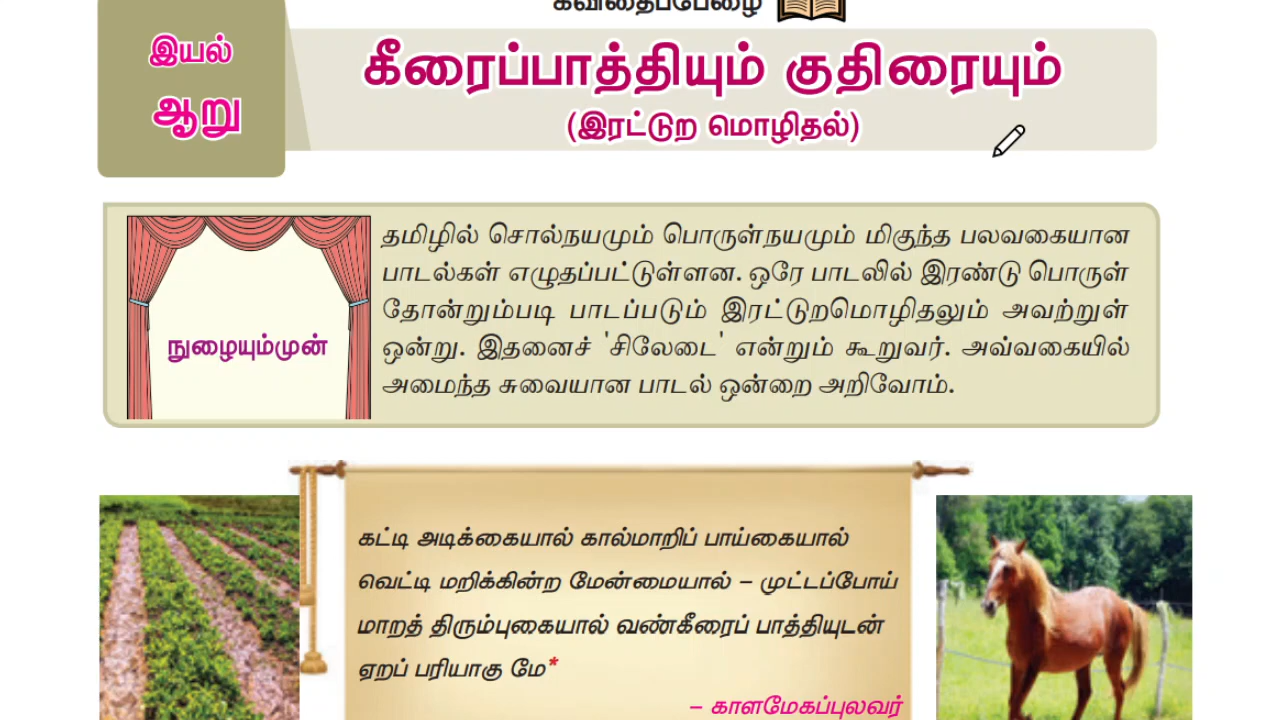 கவிதைப்பேழை
இயல்
ஆறு
கீரைப்பாத்தியும் குதிரையும்
(இரட்டுற மொழிதல்)
நுழையும்முன்
தமிழில் சொல்நயமும் பொருள்நயமும் மிகுந்த பலவகையான
பாடல்கள் எழுதப்பட்டுள்ளன. ஒரே பாடலில் இரண்டு பொருள்
தோன்றும்படி பாடப்படும் இரட்டுறமொழிதலும் அவற்றுள்
ஒன்று. இதனைச் 'சிலேடை' என்றும் கூறுவர். அவ்வகையில்
அமைந்த சுவையான பாடல் ஒன்றை அறிவோம்.
கட்டி அடிக்கையால் கால்மாறிப் பாய்கையால்
வெட்டி மறிக்கின்ற மேன்மையால் – முட்டப்போய்
மாறத் திரும்புகையால் வண்கீரைப் பாத்தியுடன்
ஏறப் பரியாகு மே*
– காளமேகப்புலவர்